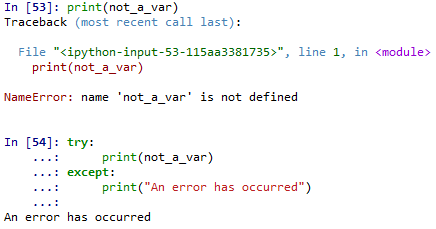 In [53]: print(not_a_var)
Traceback (most recent call last):
  File "<ipython-input-53-115aa3381735>", line 1, in <module>
    print(not_a_var)
NameError: name 'not_a_var' is not defined
In [54]: try:
    ...:     print(not_a_var)
    ...: except:
    ...:     print("An error has occurred")
    ...:
An error has occurred